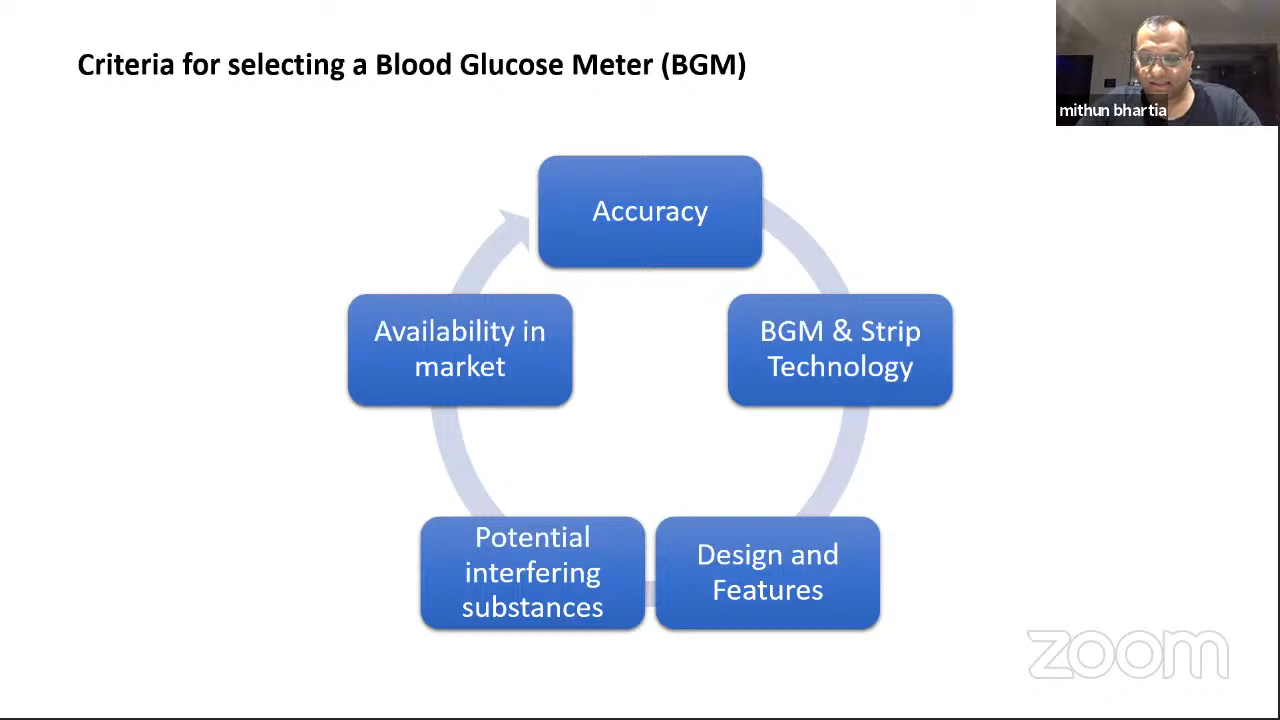 Criteria for selecting a Blood Glucose Meter (BGM)
mithun bhartia
Accuracy
BGM & Strip
Technology
Design and
Features
Potential
interfering
substances
Availability in
market
zoom